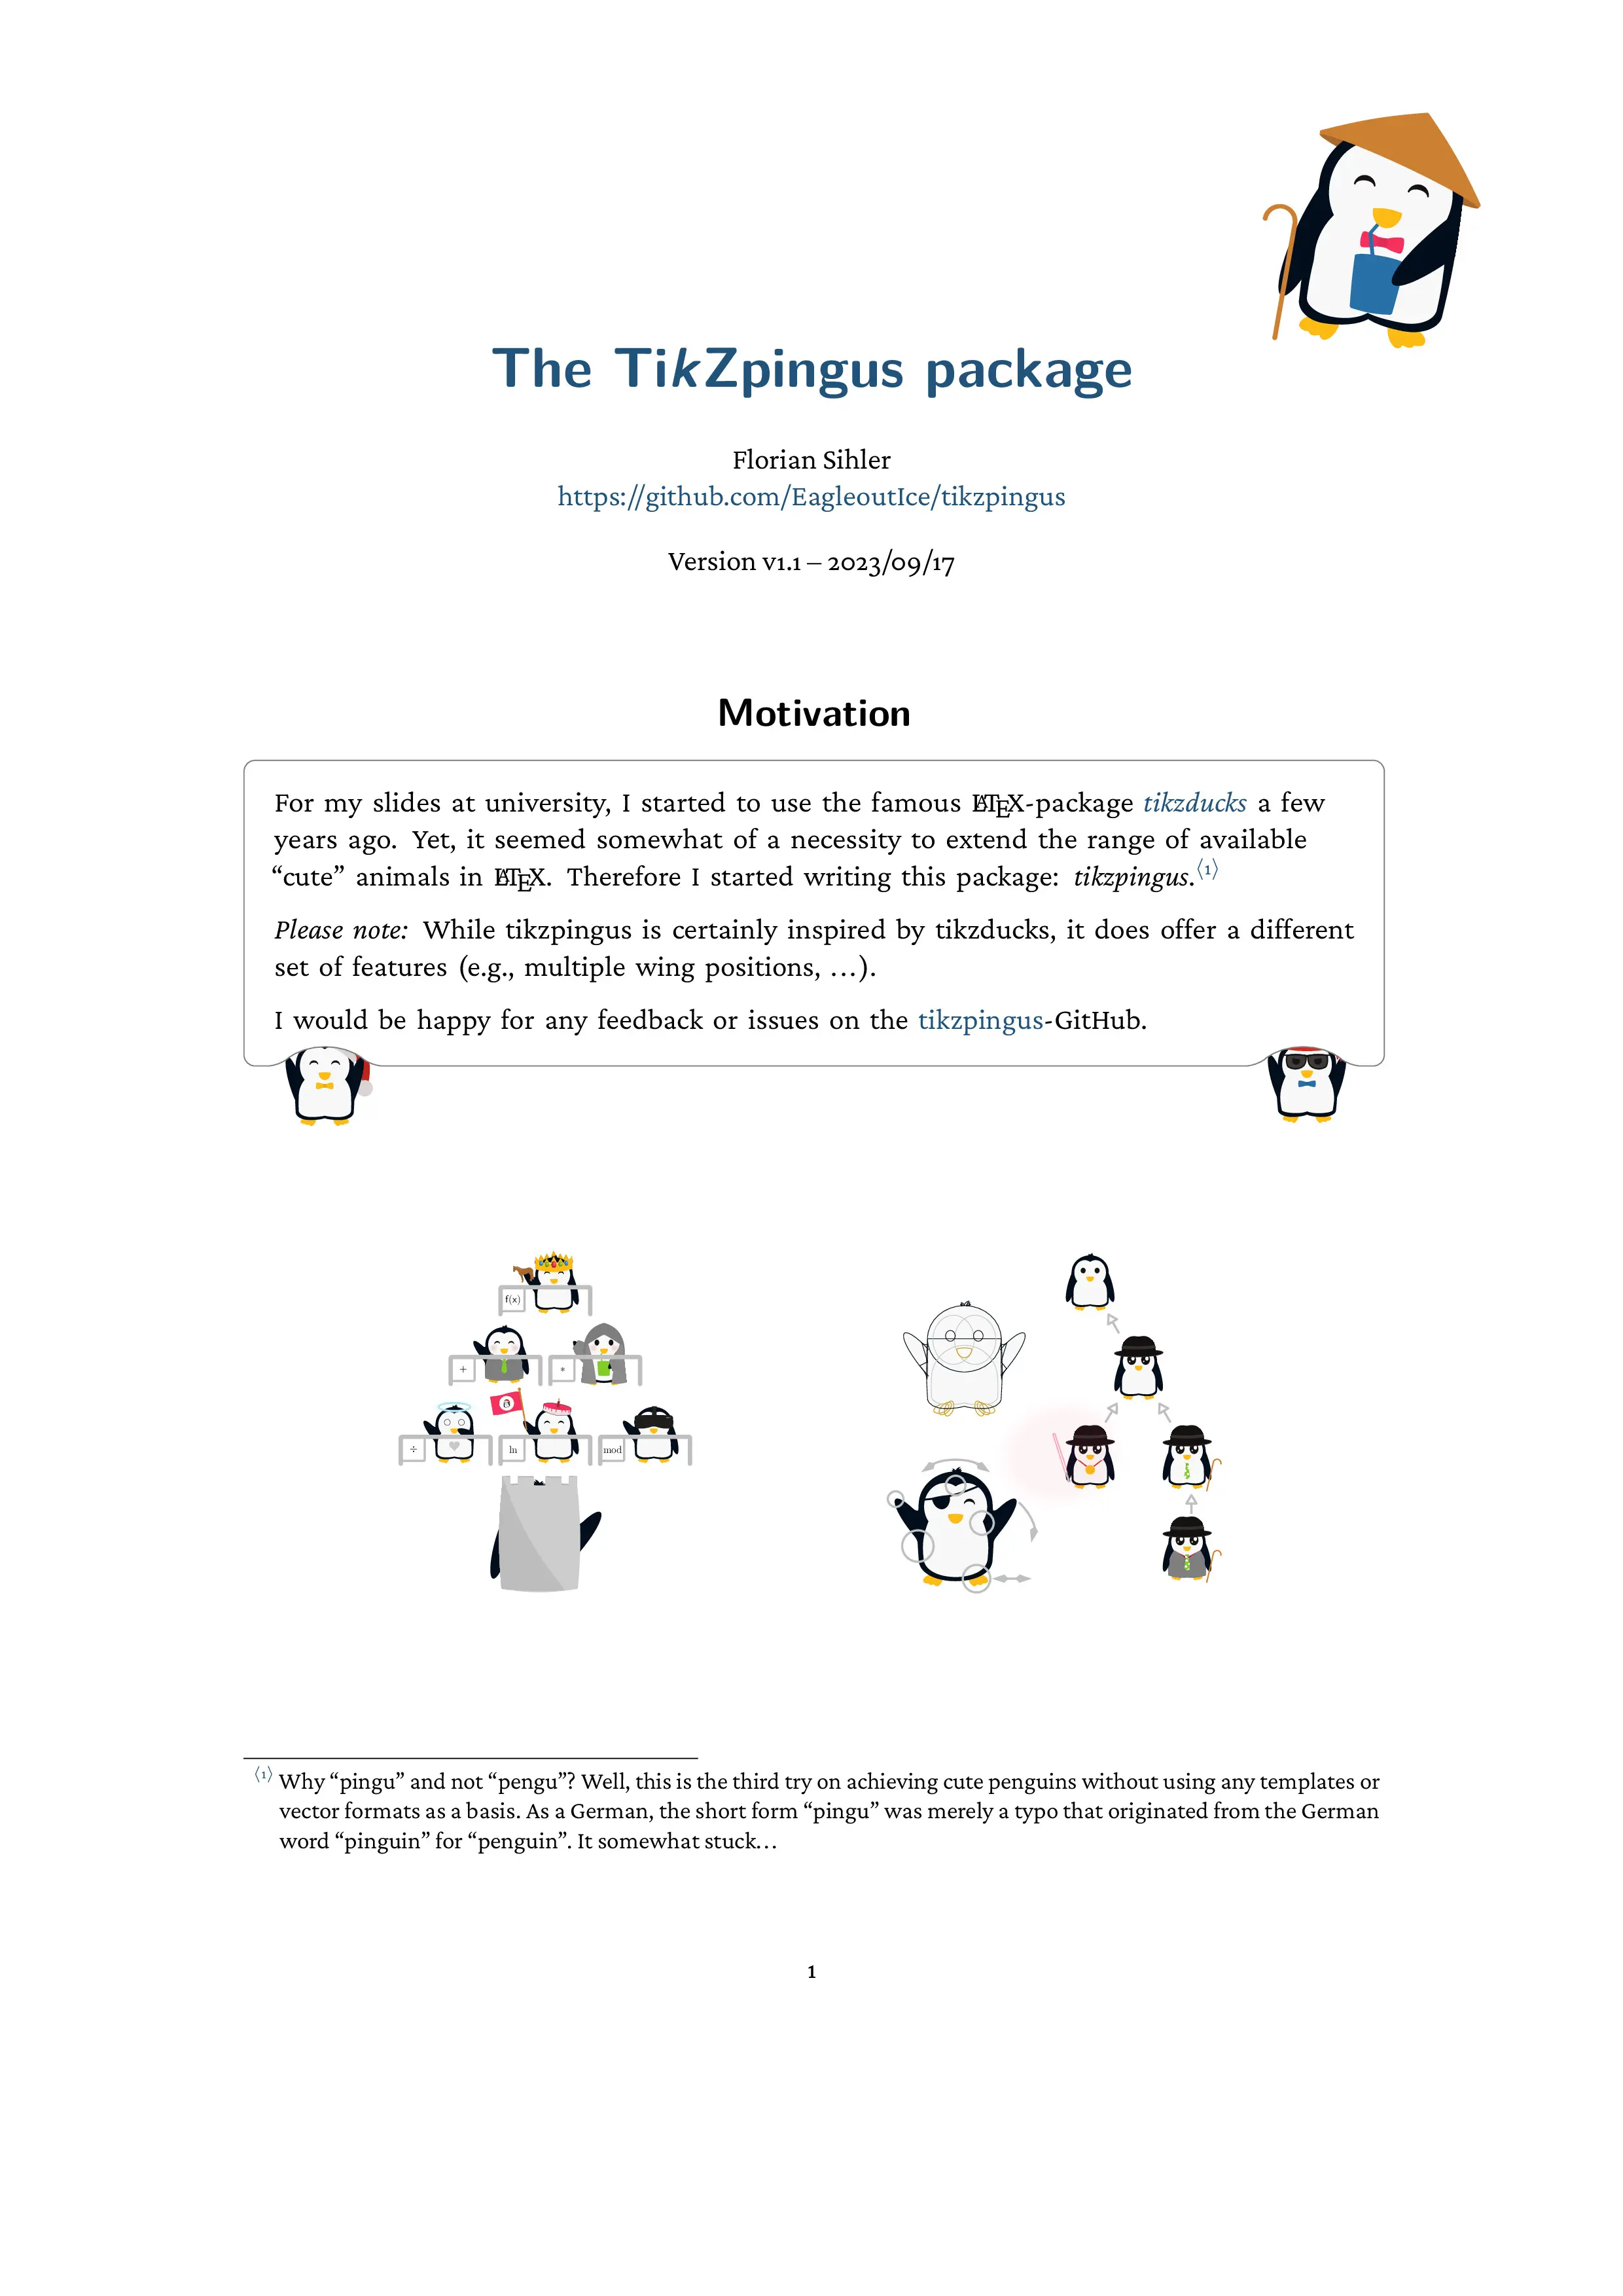 The TikZpingus package
Florian Sihler
https://github.com/EagleoutIce/tikzpingus
Version v1.1 – 2023/09/17
Motivation
For my slides at university, I started to use the famous LATEX-package tikzducks a few
years ago. Yet, it seemed somewhat of a necessity to extend the range of available
“cute” animals in LATEX. Therefore I started writing this package: tikzpingus.⟨1⟩
Please note: While tikzpingus is certainly inspired by tikzducks, it does offer a different
set of features (e.g., multiple wing positions, …).
I would be happy for any feedback or issues on the tikzpingus-GitHub.
f(x)
+ *
÷ ln mod
⟨1⟩ Why “pingu” and not “pengu”? Well, this is the third try on achieving cute penguins without using any templates or
vector formats as a basis. As a German, the short form “pingu” was merely a typo that originated from the German
word “pinguin” for “penguin”. It somewhat stuck…
1